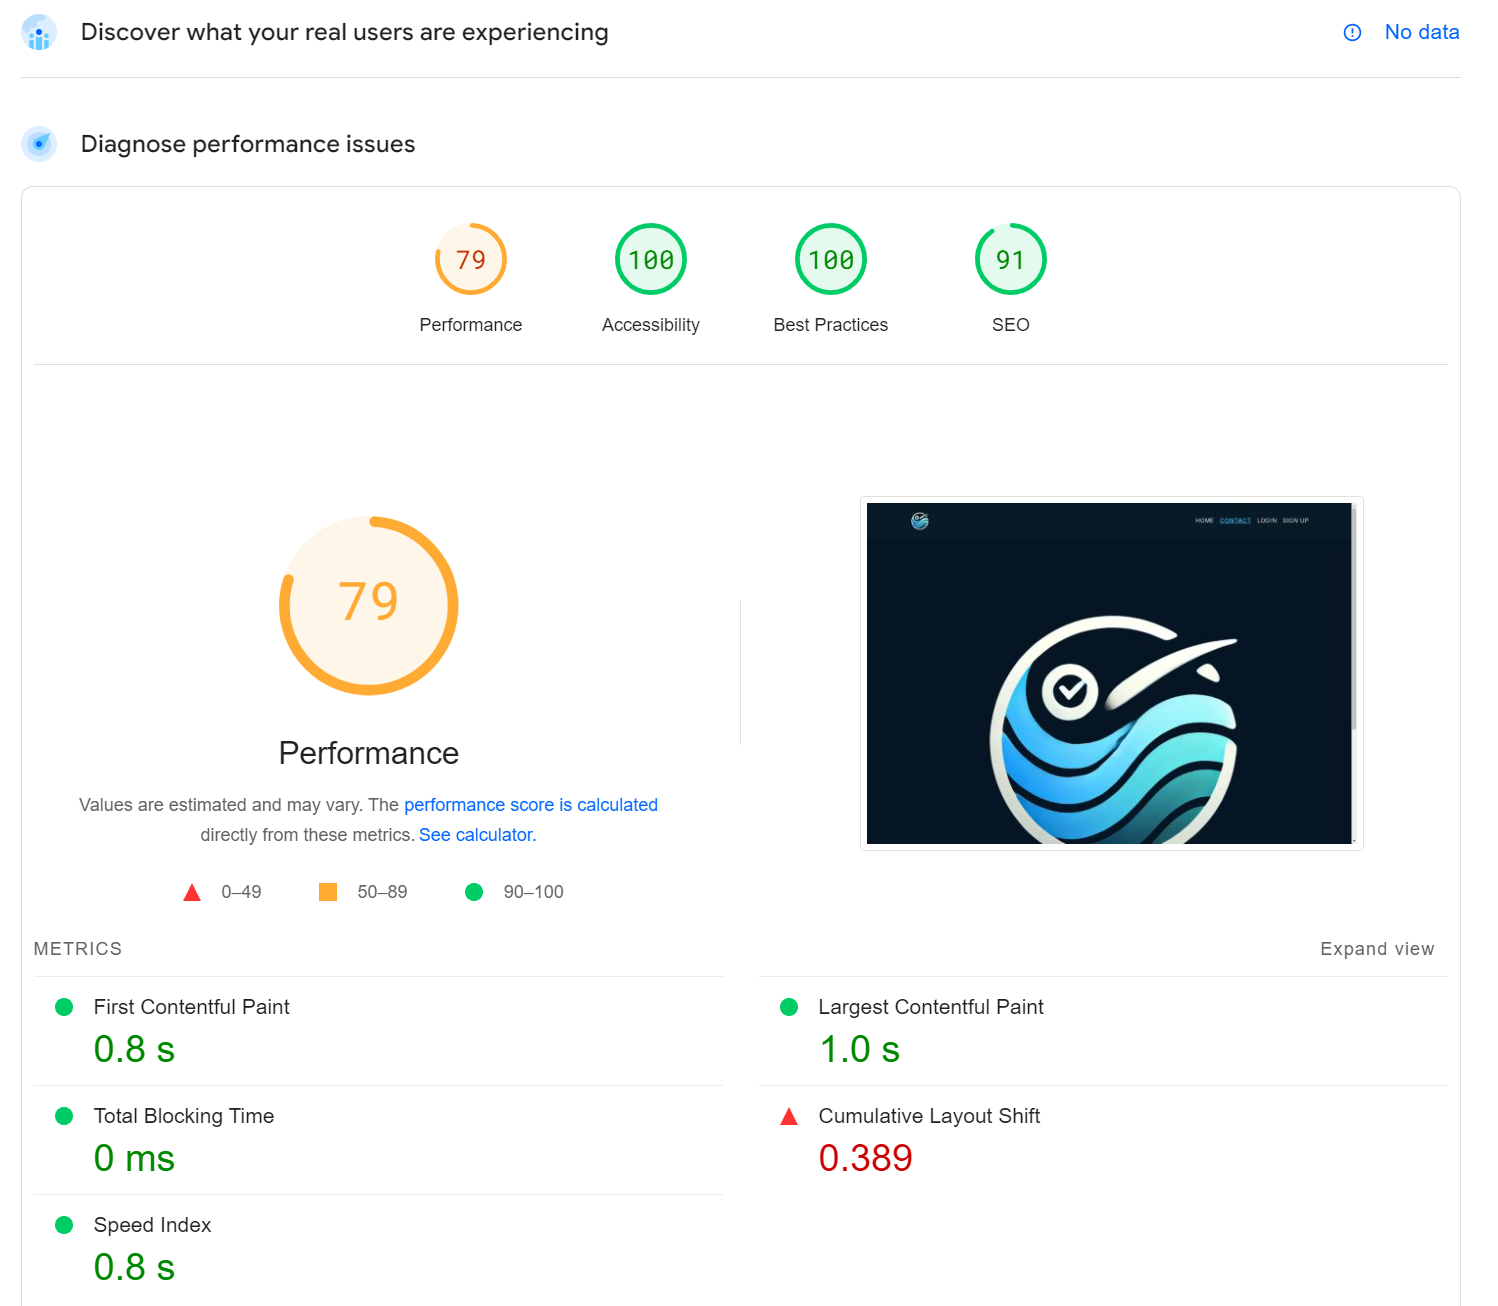 Discover what your real users are experiencing
No data
Diagnose performance issues
79
100
100
91
Performance
Accessibility
Best Practices
SEO
79
Performance
Values are estimated and may vary. The performance score is calculated
directly from these metrics. See calculator.
0–49
50–89
90–100
HOME CONTACT LOGIN SIGN UP
METRICS
Expand view
First Contentful Paint
0.8 s
Largest Contentful Paint
1.0 s
Total Blocking Time
0 ms
Cumulative Layout Shift
0.389
Speed Index
0.8 s